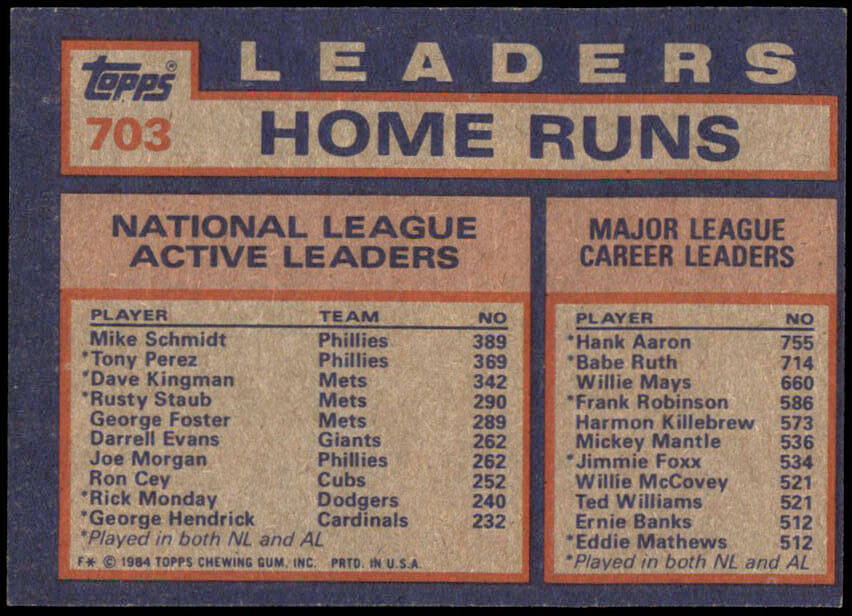 LEADERS
Topps®
703
HOME RUNS
NATIONAL LEAGUE
ACTIVE LEADERS
PLAYER TEAM NO
Mike Schmidt Phillies 389
*Tony Perez Phillies 369
*Dave Kingman Mets 342
*Rusty Staub Mets 290
George Foster Mets 289
Darrell Evans Giants 262
Joe Morgan Phillies 262
Ron Cey Cubs 252
*Rick Monday Dodgers 240
*George Hendrick Cardinals 232
*Played in both NL and AL
F* © 1984 TOPPS CHEWING GUM, INC. PRTD. IN U.S.A.
MAJOR LEAGUE
CAREER LEADERS
PLAYER NO
*Hank Aaron 755
*Babe Ruth 714
Willie Mays 660
*Frank Robinson 586
Harmon Killebrew 573
Mickey Mantle 536
*Jimmie Foxx 534
Willie McCovey 521
Ted Williams 521
Ernie Banks 512
*Eddie Mathews 512
*Played in both NL and AL